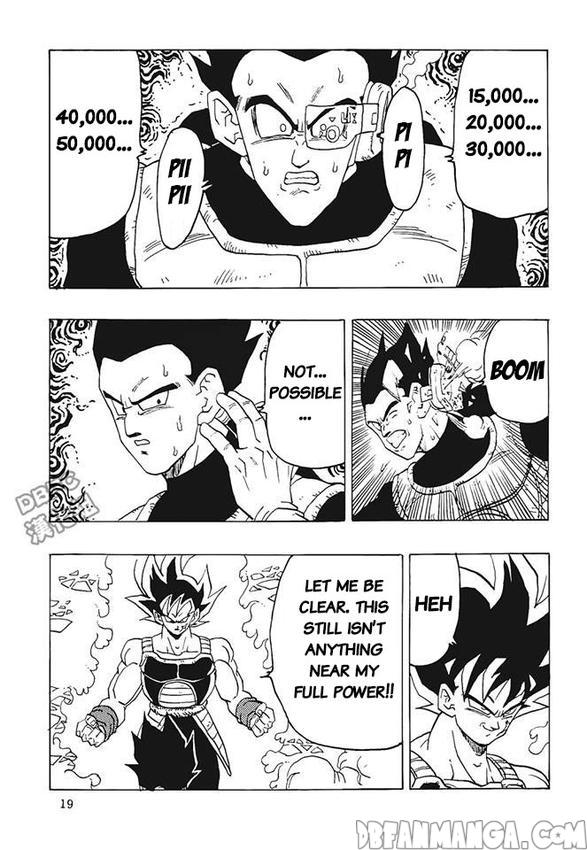 15,000...
20,000...
30,000...
PI
PI
40,000...
50,000...
PII
PII
BOOM
NOT...
POSSIBLE
...
HEH
LET ME BE
CLEAR. THIS
STILL ISN'T
ANYTHING
NEAR MY
FULL POWER!!
19
DBFANMANGA.COM